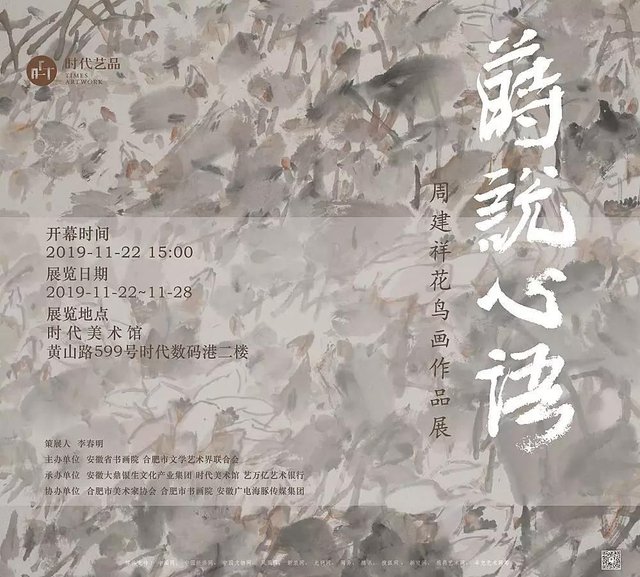 时代艺品
TIMES
ARTWORK
蒔說心语
周建祥花鸟画作品展
开幕时间
2019-11-22 15:00
展览日期
2019-11-22~11-28
展览地点
时代美术馆
黄山路599号时代数码港二楼
策展人 李春明
主办单位 安徽省书画院 合肥市文学艺术界联合会
承办单位 安徽大鼎银生文化产业集团 时代美术馆 艺万亿艺术银行
协办单位 合肥市美术家协会 合肥市书画院 安徽广电海豚传媒集团